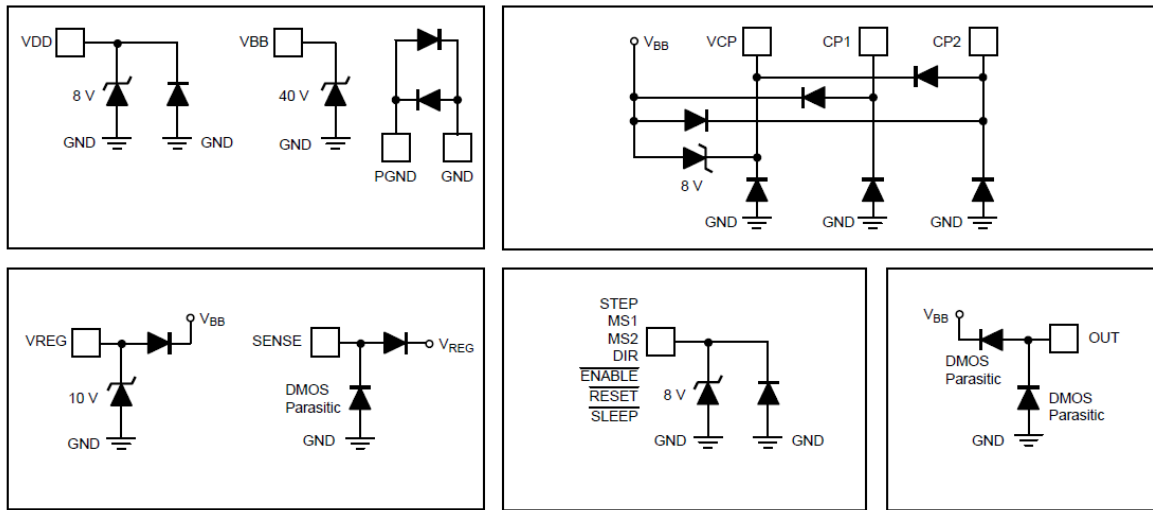 VDD
8 V
GND
GND
VBB
40 V
GND
PGND
GND
VBB
VCP
CP1
CP2
8 V
GND
GND
GND
VREG
VBB
10 V
GND
SENSE
VREG
DMOS
Parasitic
GND
STEP
MS1
MS2
DIR
ENABLE
RESET
SLEEP
8 V
GND
GND
VBB
OUT
DMOS
Parasitic
DMOS
Parasitic
GND